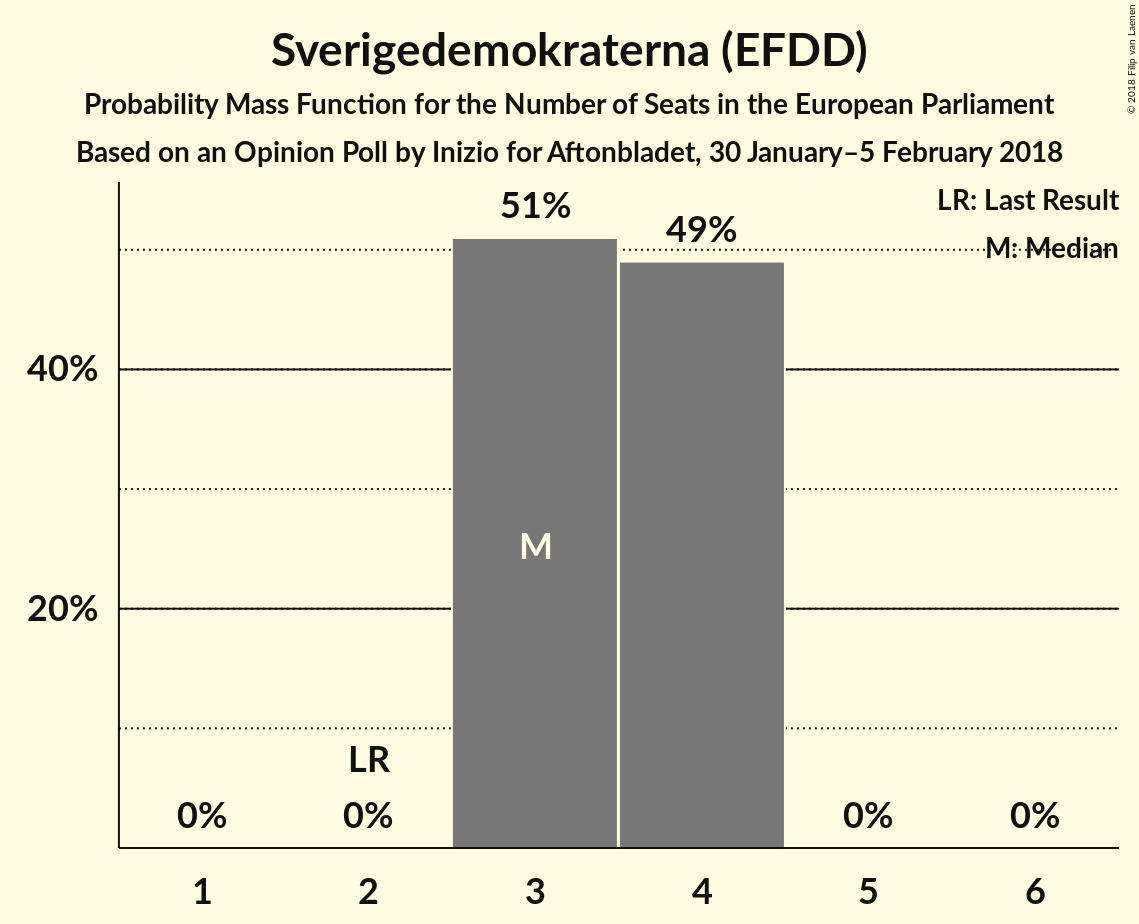 Sverigedemokraterna (EFDD)
Probability Mass Function for the Number of Seats in the European Parliament
Based on an Opinion Poll by Inizio for Aftonbladet, 30 January–5 February 2018
© 2018 Filip van Laenen
LR: Last Result
M: Median
51%
49%
40%
20%
M
LR
0%
0%
0%
0%
1
2
3
4
5
6